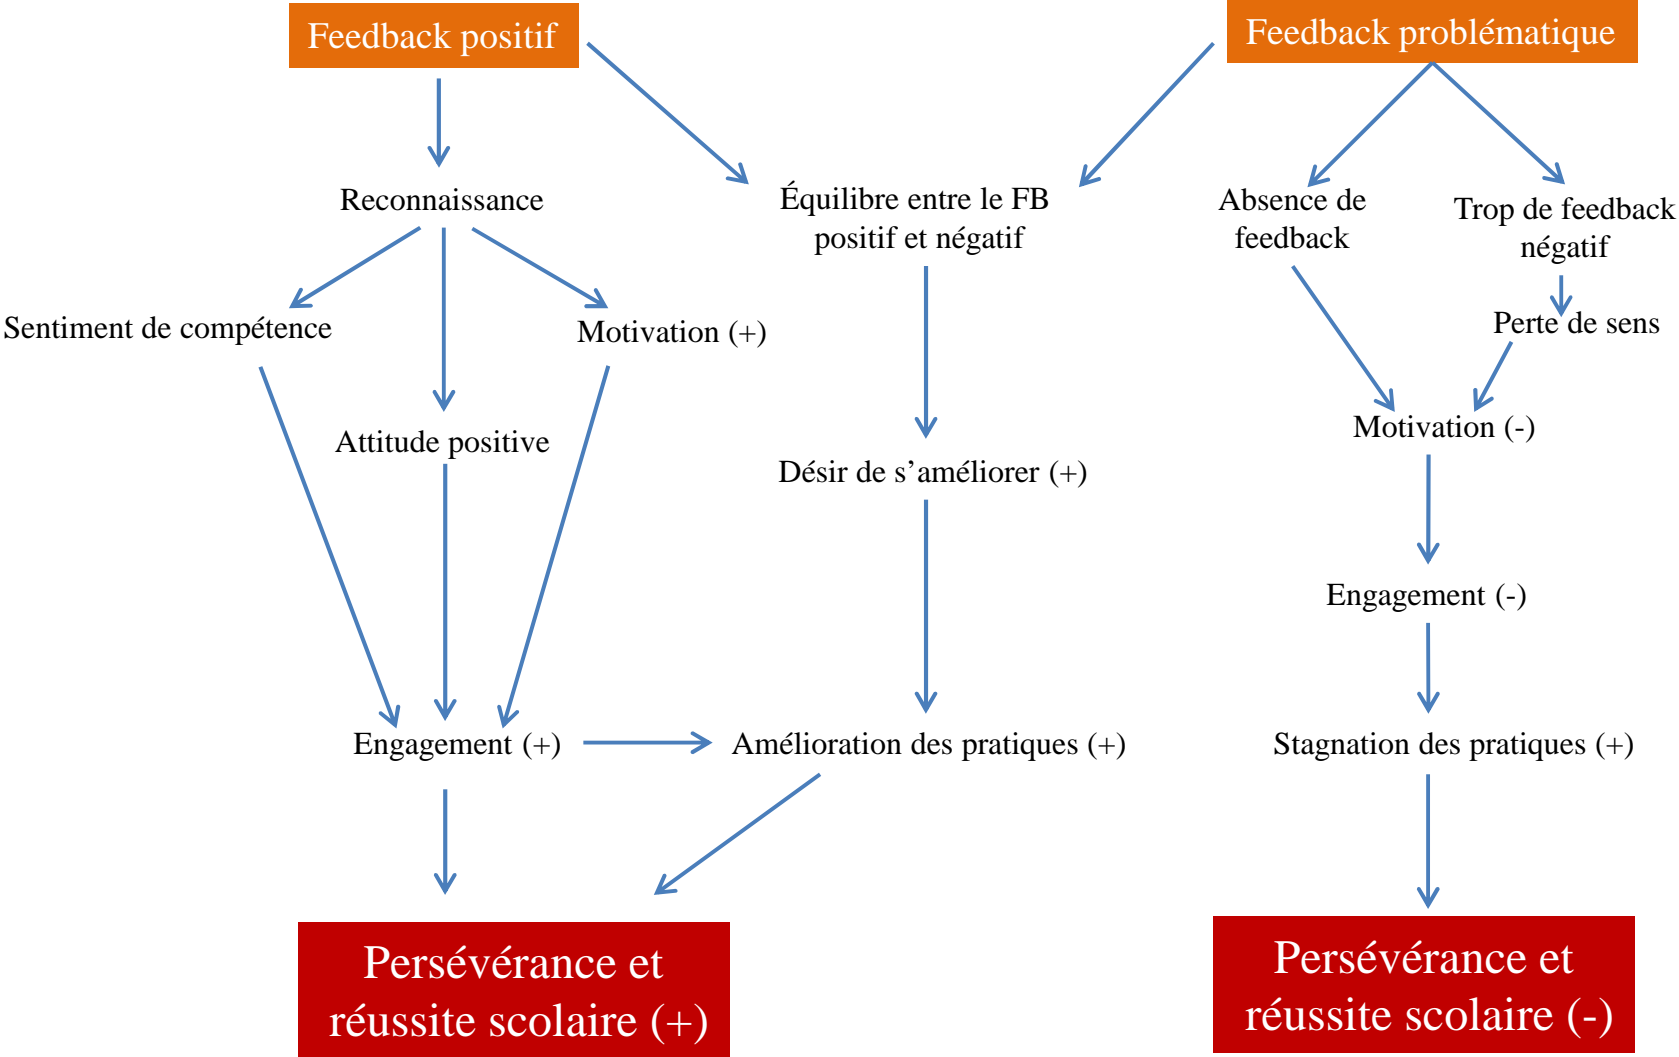 Feedback positif
Feedback problématique
Reconnaissance
Équilibre entre le FB
positif et négatif
Absence de
feedback
Trop de feedback
négatif
Sentiment de compétence
Motivation (+)
Perte de sens
Attitude positive
Motivation (-)
Désir de s’améliorer (+)
Engagement (-)
Engagement (+)
Amélioration des pratiques (+)
Stagnation des pratiques (+)
Persévérance et
réussite scolaire (+)
Persévérance et
réussite scolaire (-)